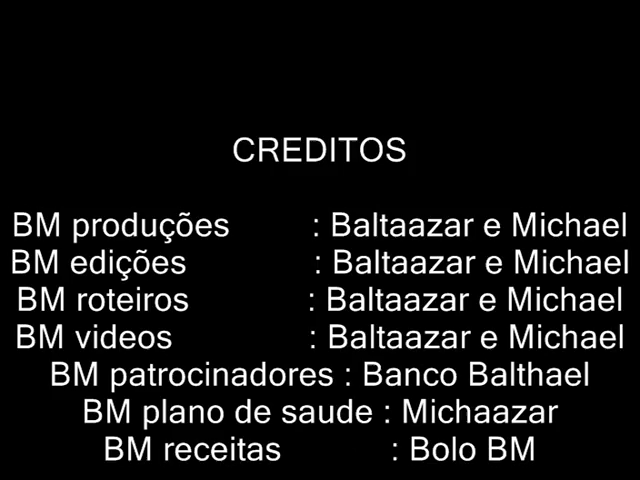 CREDITOS
BM produções : Baltaazar e Michael
BM edições : Baltaazar e Michael
BM roteiros : Baltaazar e Michael
BM videos : Baltaazar e Michael
BM patrocinadores : Banco Balthael
BM plano de saude : Michaazar
BM receitas : Bolo BM